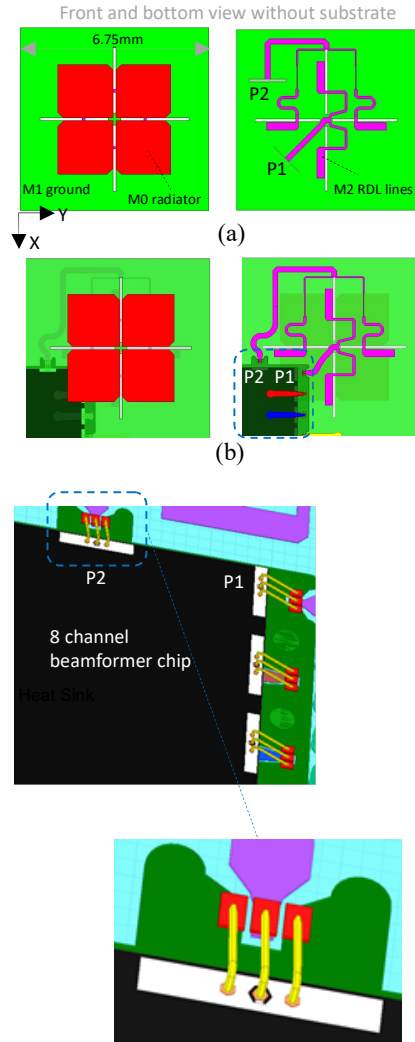 Front and bottom view without substrate
6.75mm
P2
P1
M1 ground
M0 radiator
M2 RDL lines
Y
X
(a)
P2 P1
(b)
P2
P1
8 channel
beamformer chip
Heat Sink